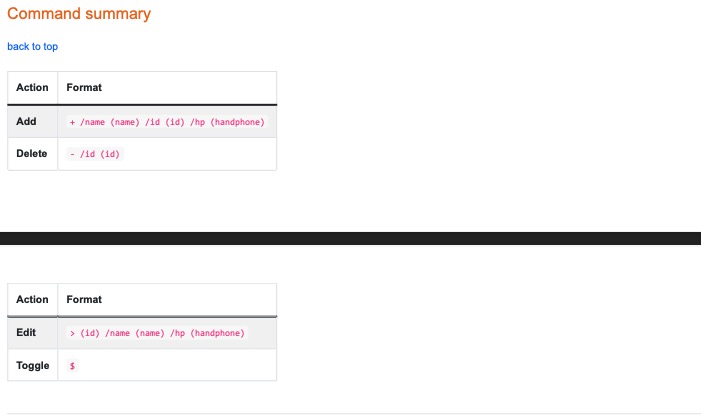 Command summary
back to top
Action Format
Add + /name (name) /id (id) /hp (handphone)
Delete - /id (id)
Action Format
Edit > (id) /name (name) /hp (handphone)
Toggle $